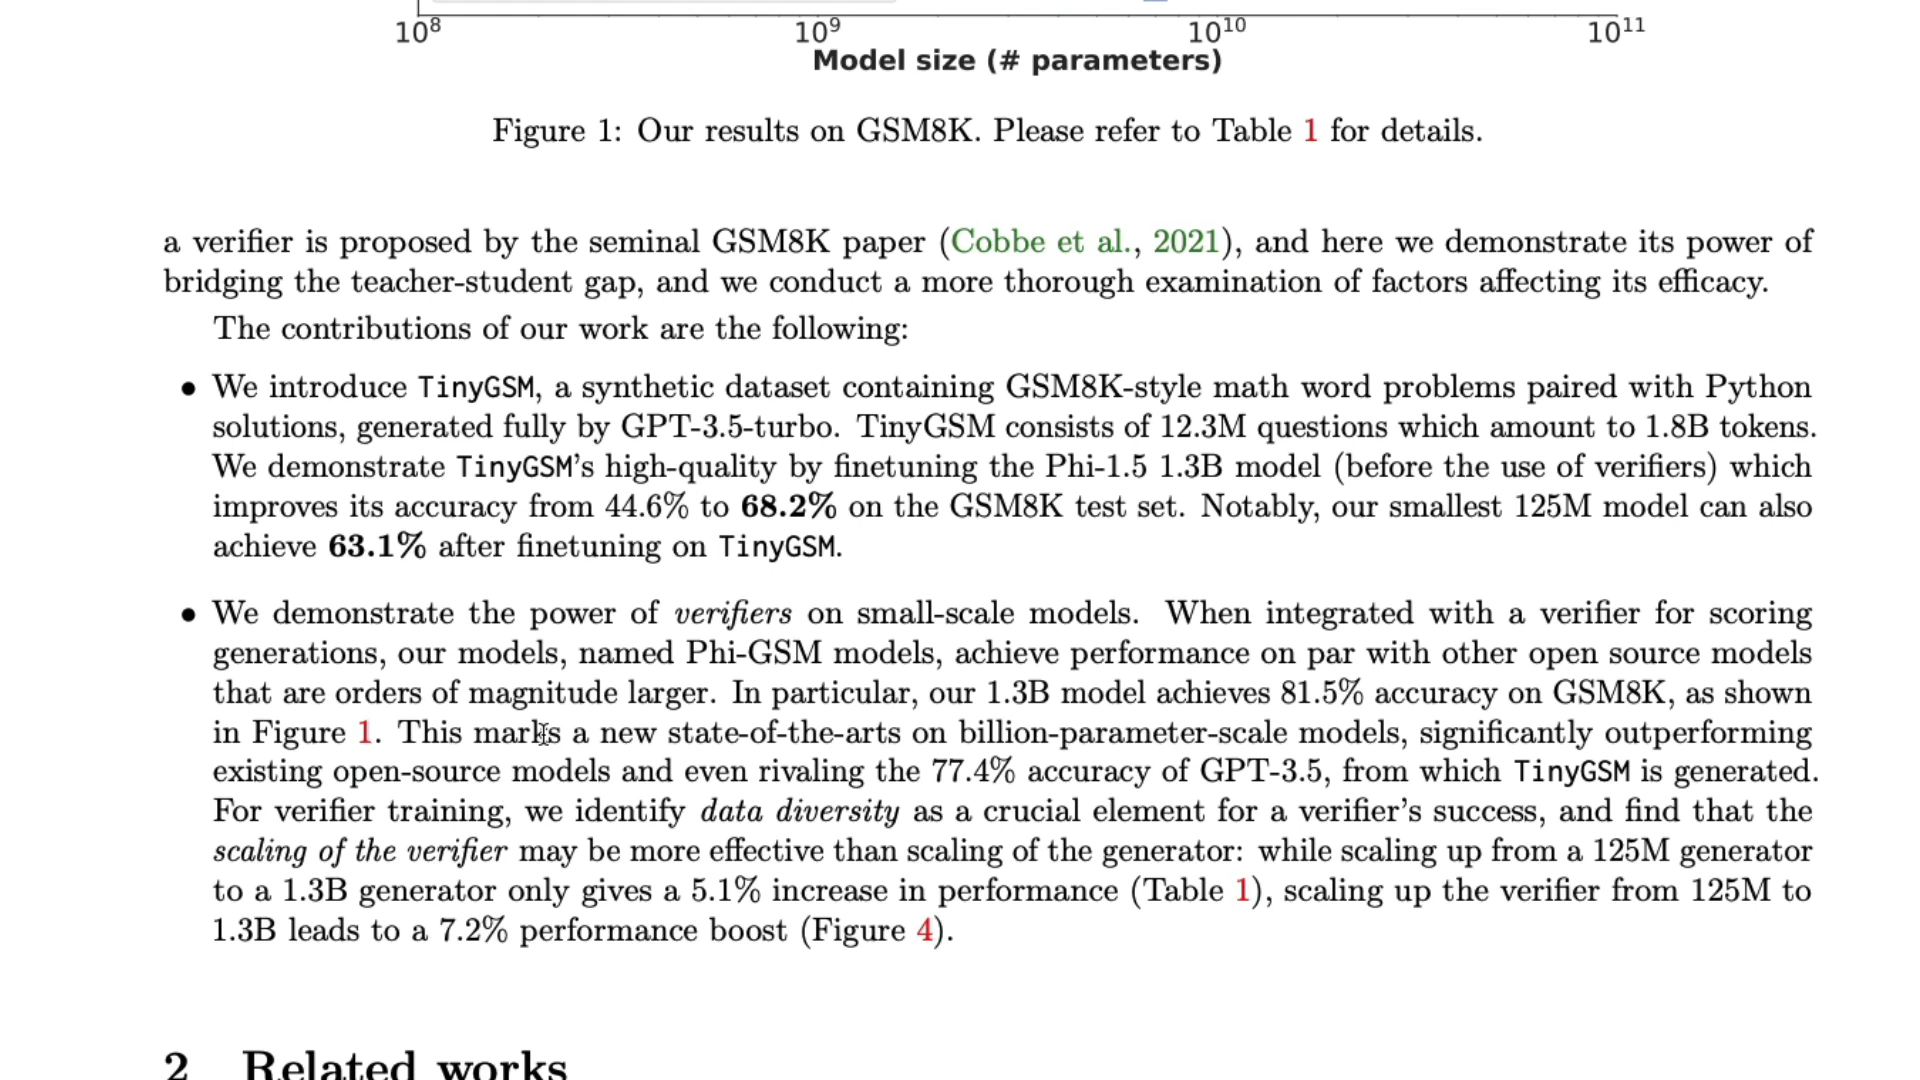 10⁸ 10⁹ 10¹⁰ 10¹¹
Model size (# parameters)
Figure 1: Our results on GSM8K. Please refer to Table 1 for details.
a verifier is proposed by the seminal GSM8K paper (Cobbe et al., 2021), and here we demonstrate its power of
bridging the teacher-student gap, and we conduct a more thorough examination of factors affecting its efficacy.
The contributions of our work are the following:
• We introduce TinyGSM, a synthetic dataset containing GSM8K-style math word problems paired with Python
solutions, generated fully by GPT-3.5-turbo. TinyGSM consists of 12.3M questions which amount to 1.8B tokens.
We demonstrate TinyGSM's high-quality by finetuning the Phi-1.5 1.3B model (before the use of verifiers) which
improves its accuracy from 44.6% to 68.2% on the GSM8K test set. Notably, our smallest 125M model can also
achieve 63.1% after finetuning on TinyGSM.
• We demonstrate the power of verifiers on small-scale models. When integrated with a verifier for scoring
generations, our models, named Phi-GSM models, achieve performance on par with other open source models
that are orders of magnitude larger. In particular, our 1.3B model achieves 81.5% accuracy on GSM8K, as shown
in Figure 1. This marks a new state-of-the-arts on billion-parameter-scale models, significantly outperforming
existing open-source models and even rivaling the 77.4% accuracy of GPT-3.5, from which TinyGSM is generated.
For verifier training, we identify data diversity as a crucial element for a verifier's success, and find that the
scaling of the verifier may be more effective than scaling of the generator: while scaling up from a 125M generator
to a 1.3B generator only gives a 5.1% increase in performance (Table 1), scaling up the verifier from 125M to
1.3B leads to a 7.2% performance boost (Figure 4).
2 Related works